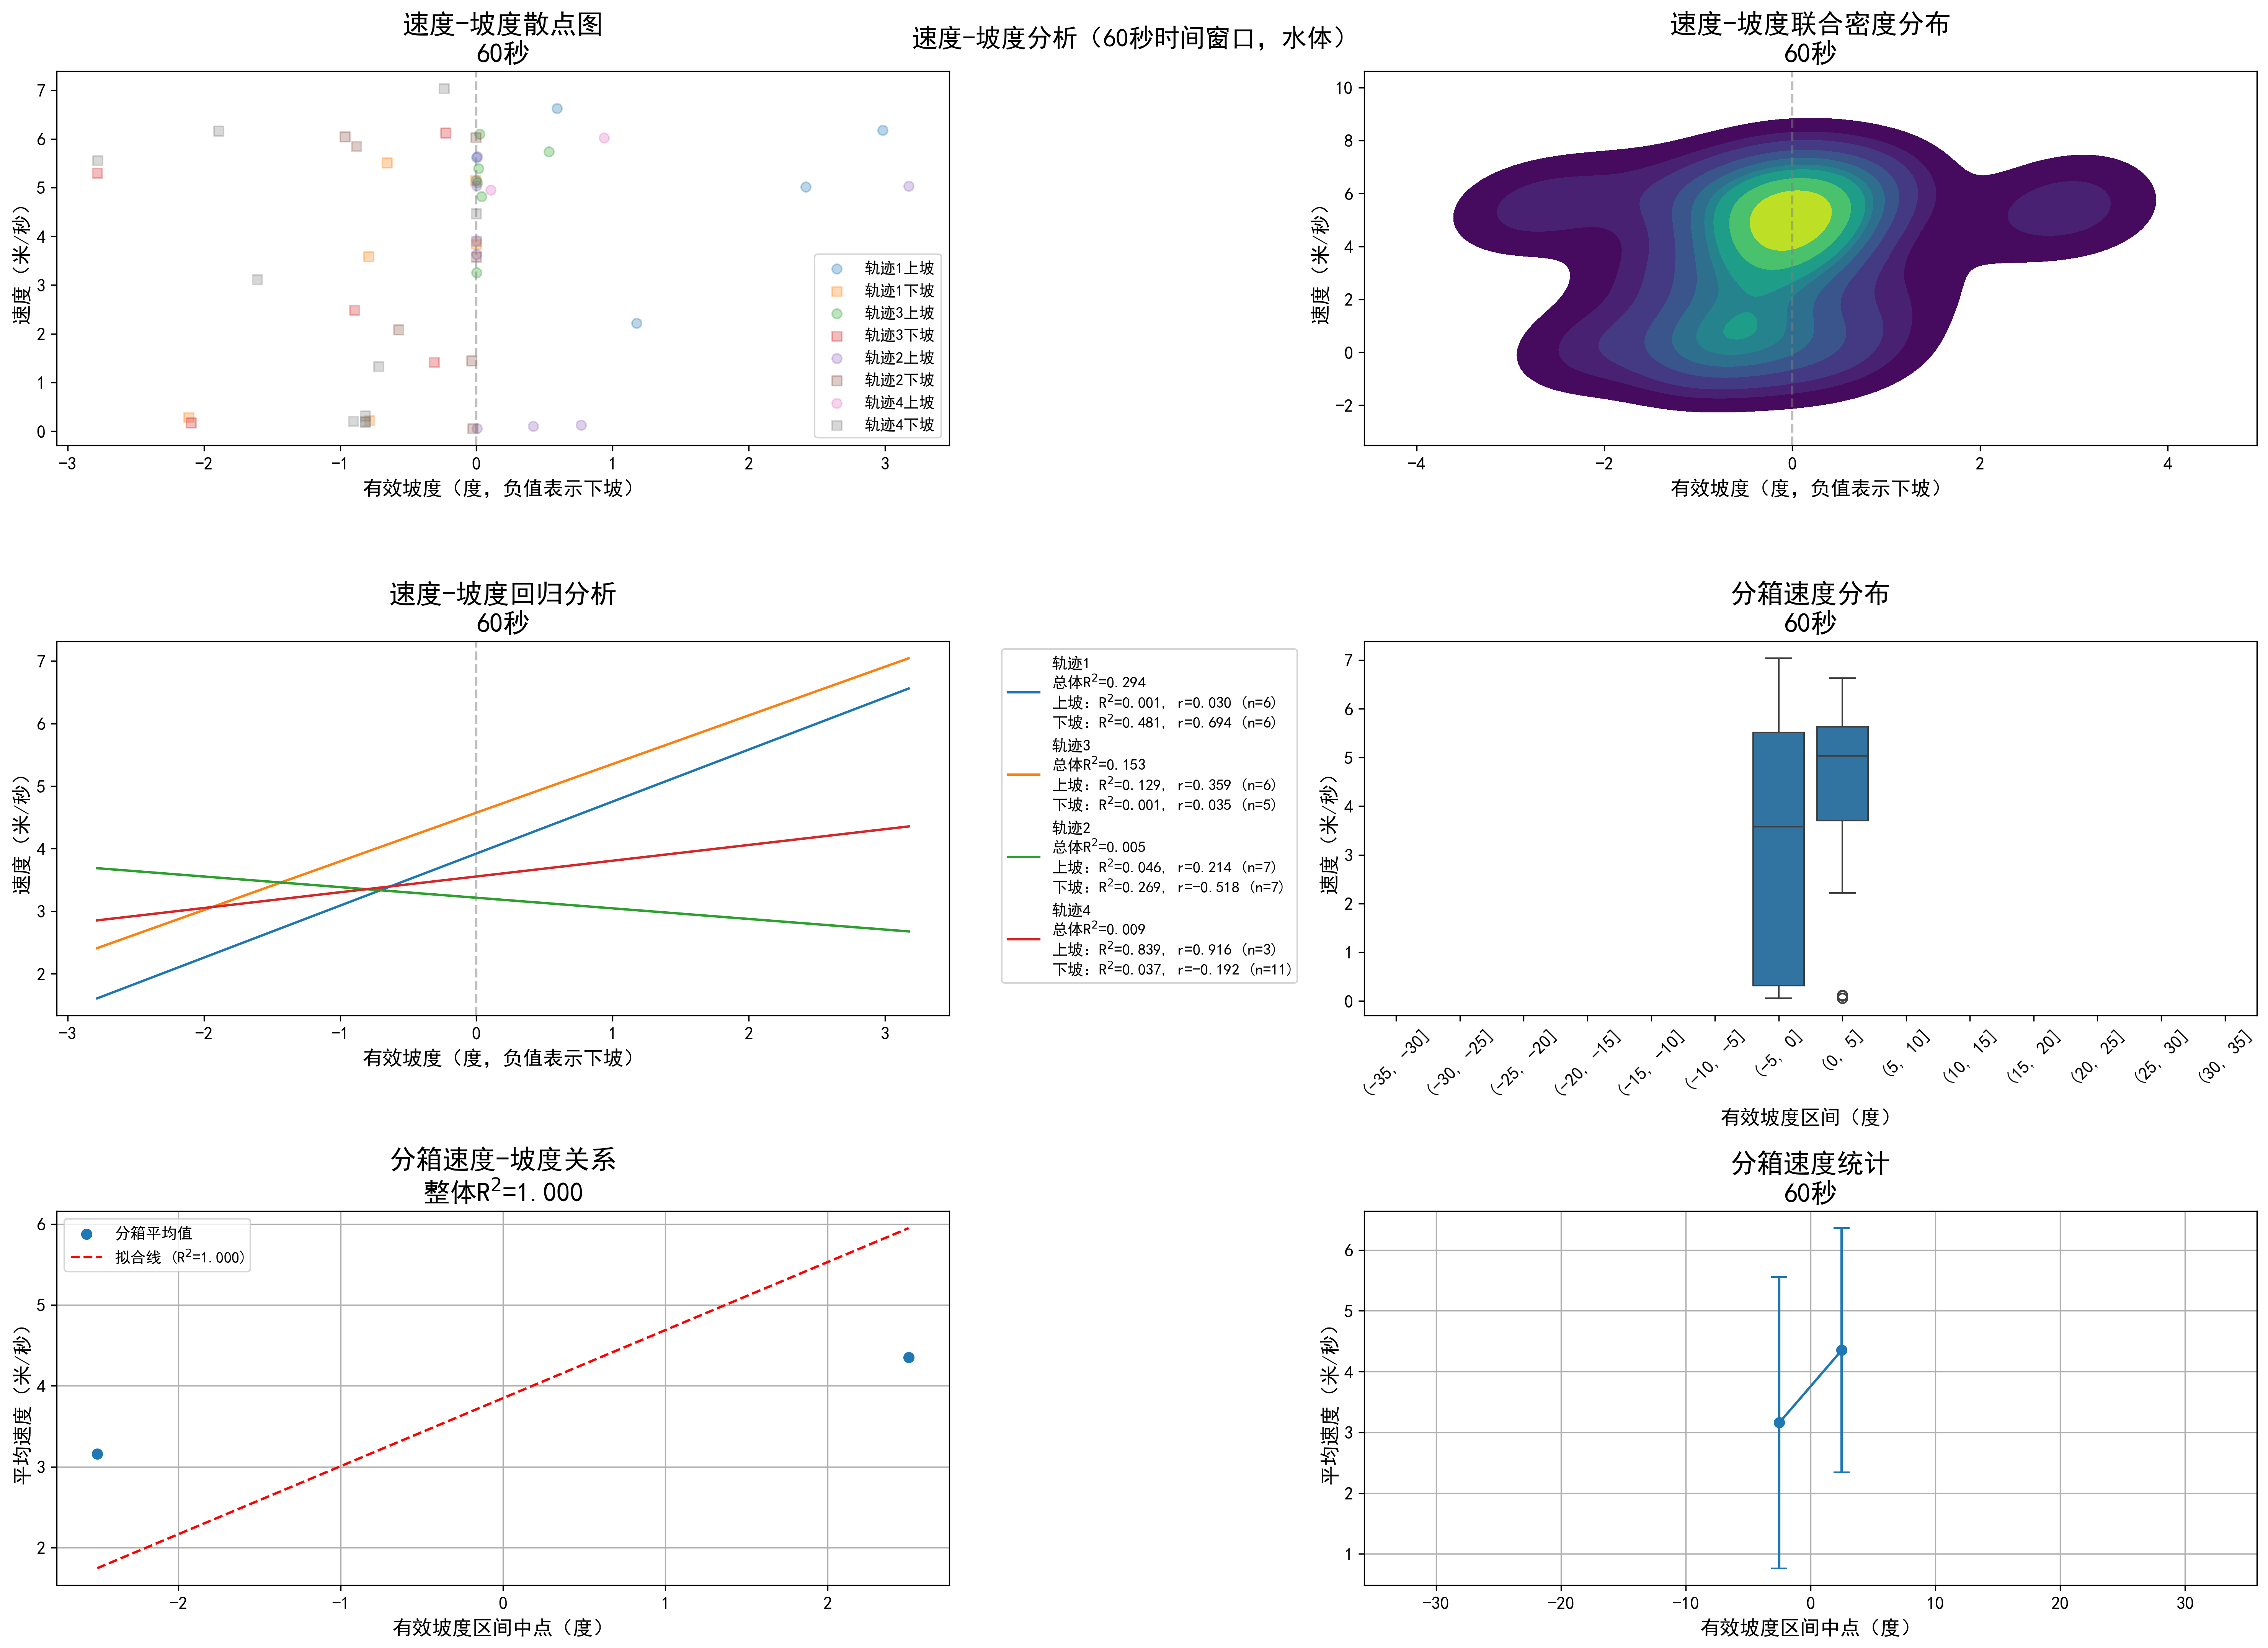 速度-坡度分析（60秒时间窗口，水体）
速度-坡度散点图
60秒
7
6
5
4
3
2
1
0
速度（米/秒）
轨迹1上坡
轨迹1下坡
轨迹3上坡
轨迹3下坡
轨迹2上坡
轨迹2下坡
轨迹4上坡
轨迹4下坡
−3 −2 −1 0 1 2 3
有效坡度（度，负值表示下坡）
速度-坡度联合密度分布
60秒
10
8
6
4
2
0
−2
速度（米/秒）
−4 −2 0 2 4
有效坡度（度，负值表示下坡）
速度-坡度回归分析
60秒
7
6
5
4
3
2
速度（米/秒）
−3 −2 −1 0 1 2 3
有效坡度（度，负值表示下坡）
轨迹1
总体R²=0.294
上坡：R²=0.001, r=0.030 (n=6)
下坡：R²=0.481, r=0.694 (n=6)
轨迹3
总体R²=0.153
上坡：R²=0.129, r=0.359 (n=6)
下坡：R²=0.001, r=0.035 (n=5)
轨迹2
总体R²=0.005
上坡：R²=0.046, r=0.214 (n=7)
下坡：R²=0.269, r=-0.518 (n=7)
轨迹4
总体R²=0.009
上坡：R²=0.839, r=0.916 (n=3)
下坡：R²=0.037, r=-0.192 (n=11)
分箱速度分布
60秒
7
6
5
4
3
2
1
0
速度（米/秒）
(-35, -30]
(-30, -25]
(-25, -20]
(-20, -15]
(-15, -10]
(-10, -5]
(-5, 0]
(0, 5]
(5, 10]
(10, 15]
(15, 20]
(20, 25]
(25, 30]
(30, 35]
有效坡度区间（度）
分箱速度-坡度关系
整体R²=1.000
分箱平均值
拟合线 (R²=1.000)
6
5
4
3
2
平均速度（米/秒）
−2 −1 0 1 2
有效坡度区间中点（度）
分箱速度统计
60秒
6
5
4
3
2
1
平均速度（米/秒）
−30 −20 −10 0 10 20 30
有效坡度区间中点（度）